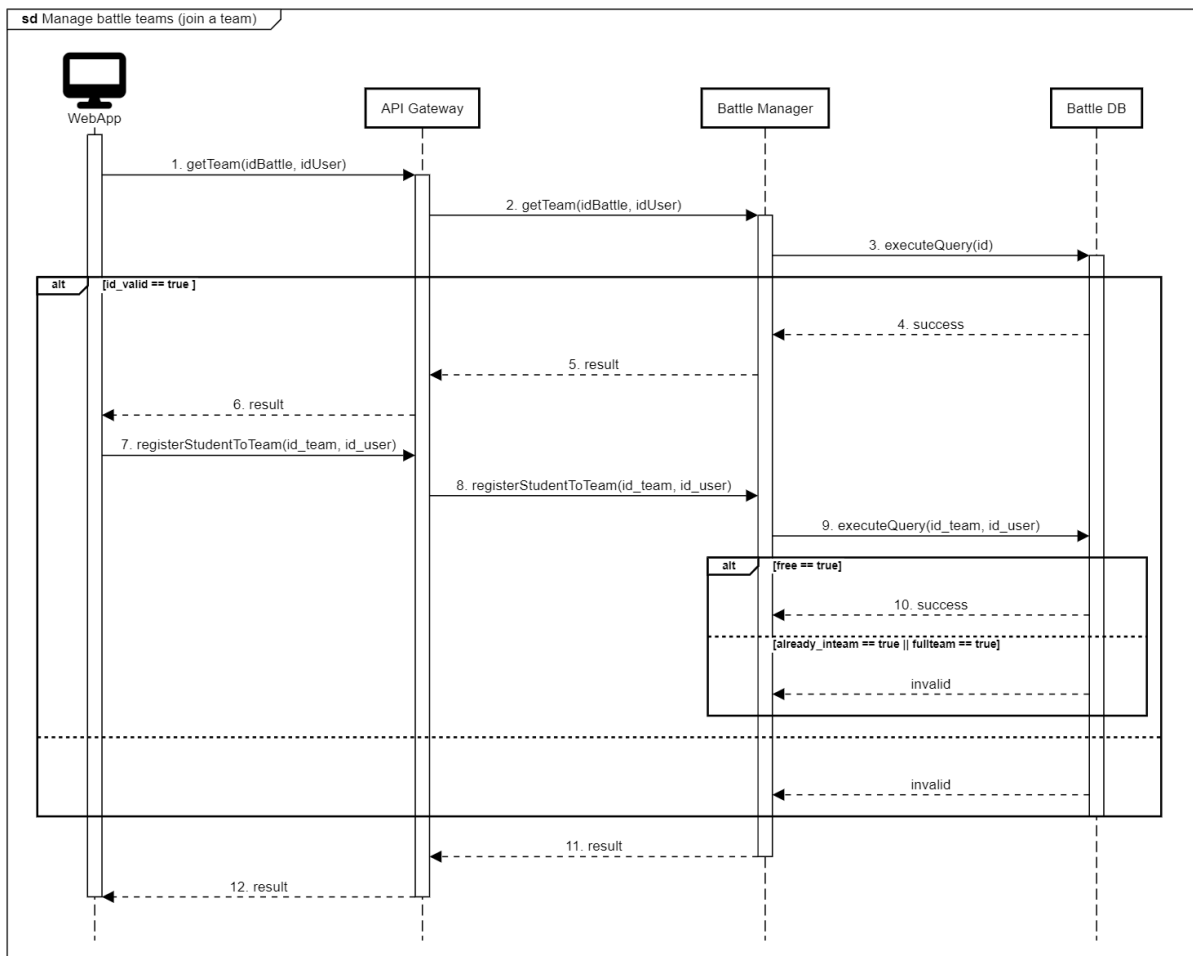 sd Manage battle teams (join a team)
WebApp
API Gateway
Battle Manager
Battle DB
1. getTeam(idBattle, idUser)
2. getTeam(idBattle, idUser)
3. executeQuery(id)
alt
[id_valid == true ]
4. success
5. result
6. result
7. registerStudentToTeam(id_team, id_user)
8. registerStudentToTeam(id_team, id_user)
9. executeQuery(id_team, id_user)
alt
[free == true]
10. success
[already_inteam == true || fullteam == true]
invalid
invalid
11. result
12. result